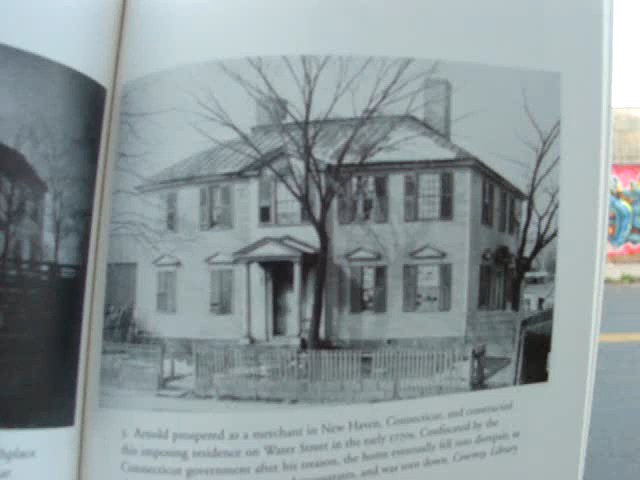 5. Arnold prospered as a merchant in New Haven, Connecticut, and constructed
this imposing residence on Water Street in the early 1770s. Confiscated by the
Connecticut government after his treason, the home eventually fell into disrepair, as
and was torn down. Courtesy Library
thplace